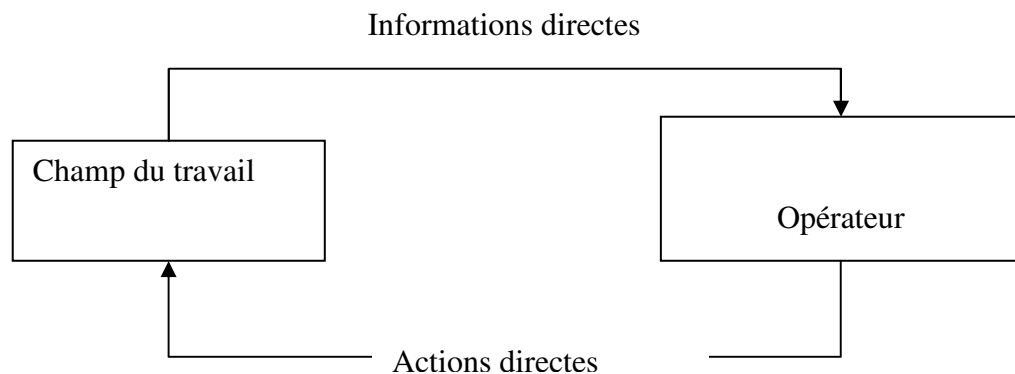 Informations directes
Champ du travail
Opérateur
Actions directes